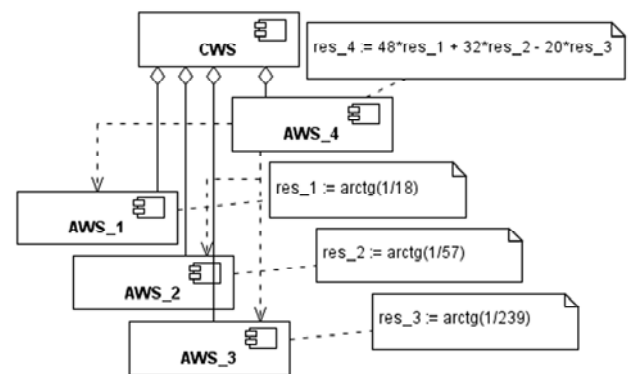 CWS
res_4 := 48*res_1 + 32*res_2 - 20*res_3
AWS_4
res_1 := arctg(1/18)
AWS_1
res_2 := arctg(1/57)
AWS_2
res_3 := arctg(1/239)
AWS_3